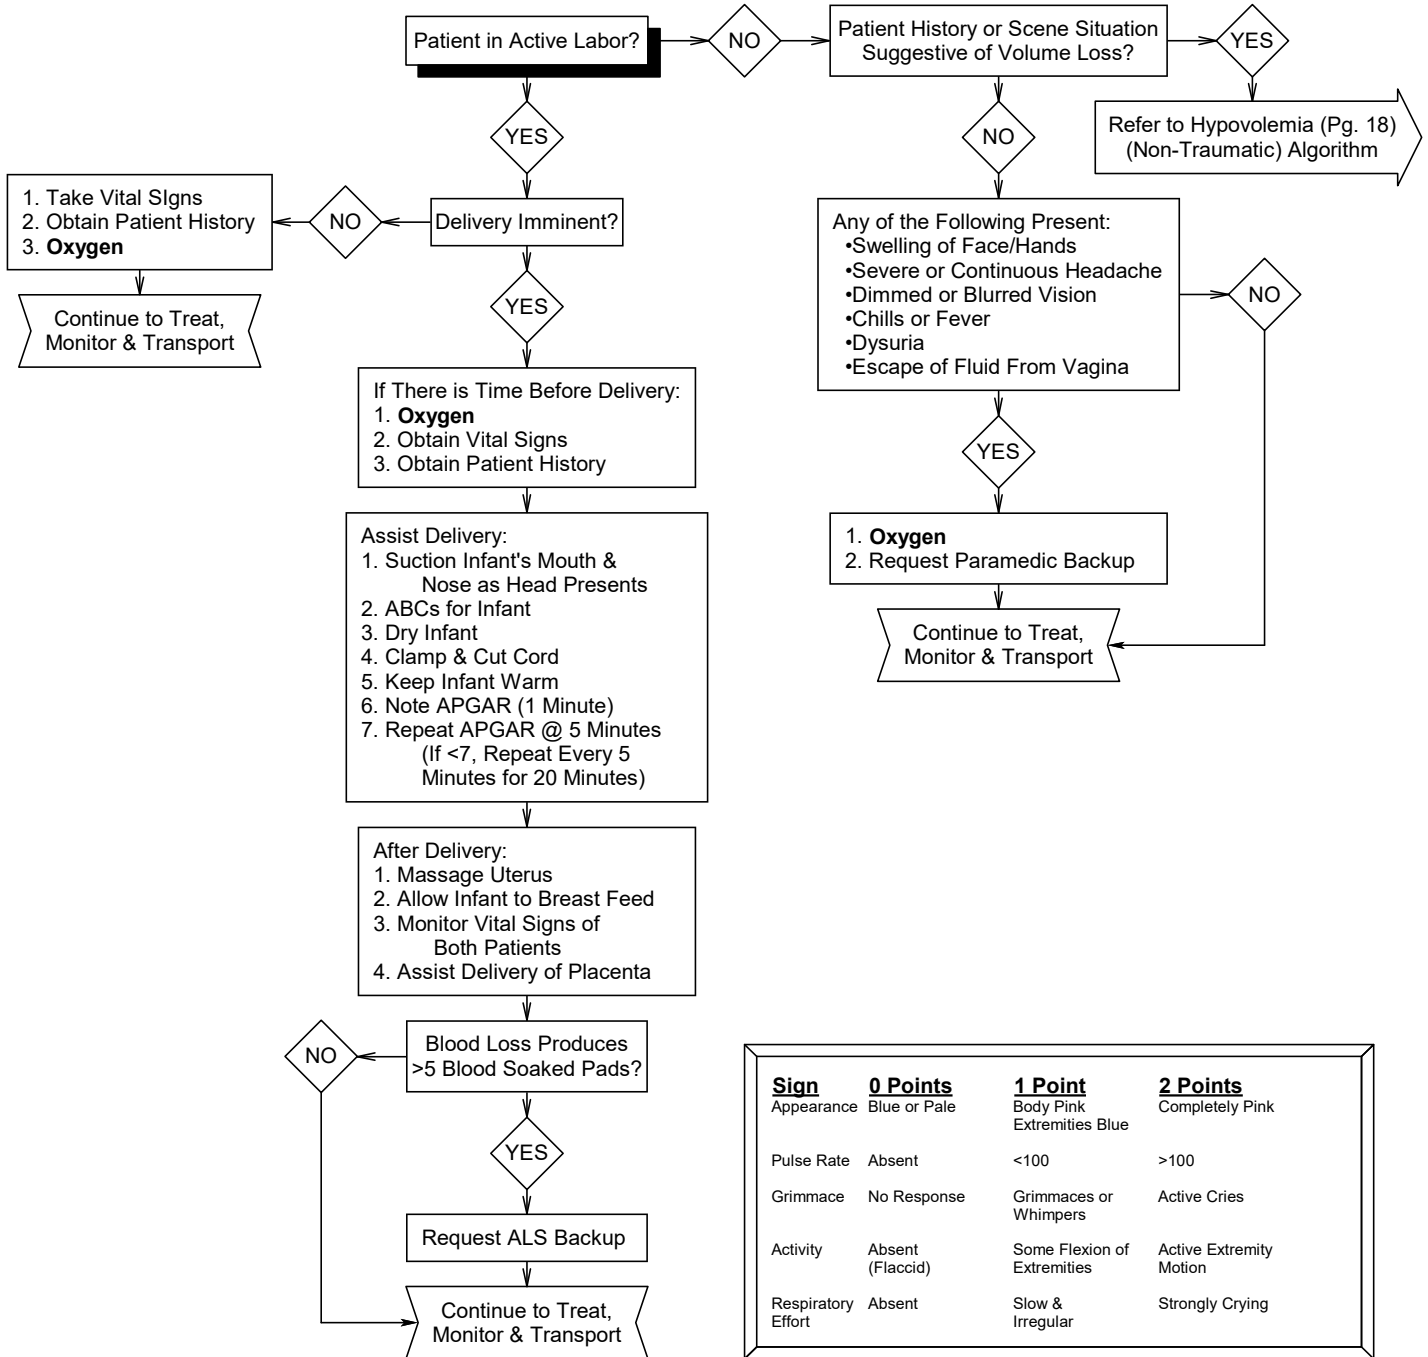 Patient in Active Labor?
NO
Patient History or Scene Situation
Suggestive of Volume Loss?
YES
Refer to Hypovolemia (Pg. 18)
(Non-Traumatic) Algorithm
YES
NO
1. Take Vital SIgns
2. Obtain Patient History
3. Oxygen
NO
Delivery Imminent?
Continue to Treat,
Monitor & Transport
YES
Any of the Following Present:
•Swelling of Face/Hands
•Severe or Continuous Headache
•Dimmed or Blurred Vision
•Chills or Fever
•Dysuria
•Escape of Fluid From Vagina
NO
If There is Time Before Delivery:
1. Oxygen
2. Obtain Vital Signs
3. Obtain Patient History
YES
Assist Delivery:
1. Suction Infant's Mouth &
Nose as Head Presents
2. ABCs for Infant
3. Dry Infant
4. Clamp & Cut Cord
5. Keep Infant Warm
6. Note APGAR (1 Minute)
7. Repeat APGAR @ 5 Minutes
(If <7, Repeat Every 5
Minutes for 20 Minutes)
1. Oxygen
2. Request Paramedic Backup
Continue to Treat,
Monitor & Transport
After Delivery:
1. Massage Uterus
2. Allow Infant to Breast Feed
3. Monitor Vital Signs of
Both Patients
4. Assist Delivery of Placenta
NO
Blood Loss Produces
>5 Blood Soaked Pads?
YES
Request ALS Backup
Continue to Treat,
Monitor & Transport
Sign 0 Points 1 Point 2 Points
Appearance Blue or Pale Body Pink Completely Pink
Extremities Blue
Pulse Rate Absent <100 >100
Grimmace No Response Grimmaces or Active Cries
Whimpers
Activity Absent Some Flexion of Active Extremity
(Flaccid) Extremities Motion
Respiratory Absent Slow & Strongly Crying
Effort Irregular